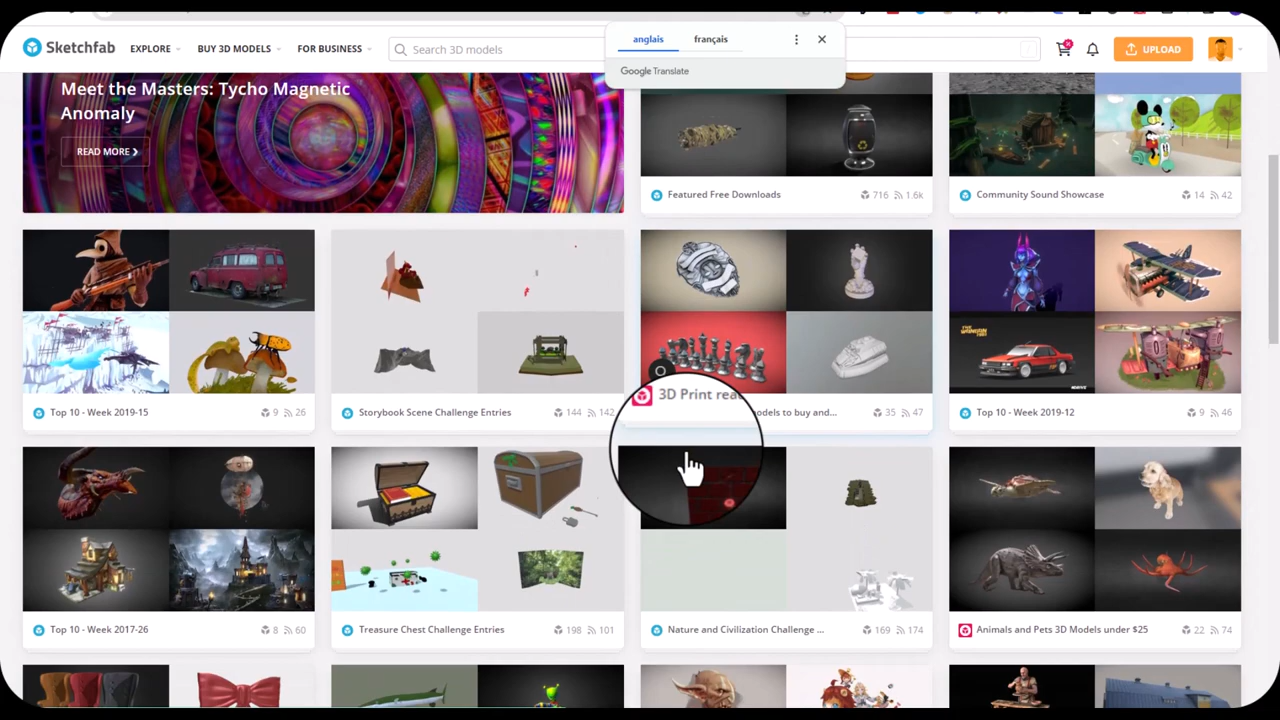 anglais
français
Google Translate
Sketchfab
EXPLORE
BUY 3D MODELS
FOR BUSINESS
Search 3D models
UPLOAD
Meet the Masters: Tycho Magnetic
Anomaly
READ MORE
Featured Free Downloads
716
1.6k
Community Sound Showcase
14
42
Top 10 - Week 2019-15
9
26
Storybook Scene Challenge Entries
144
142
3D Print
odels to buy and...
35
47
Top 10 - Week 2019-12
9
46
Top 10 - Week 2017-26
8
60
Treasure Chest Challenge Entries
198
101
Nature and Civilization Challenge ...
169
174
Animals and Pets 3D Models under $25
22
74